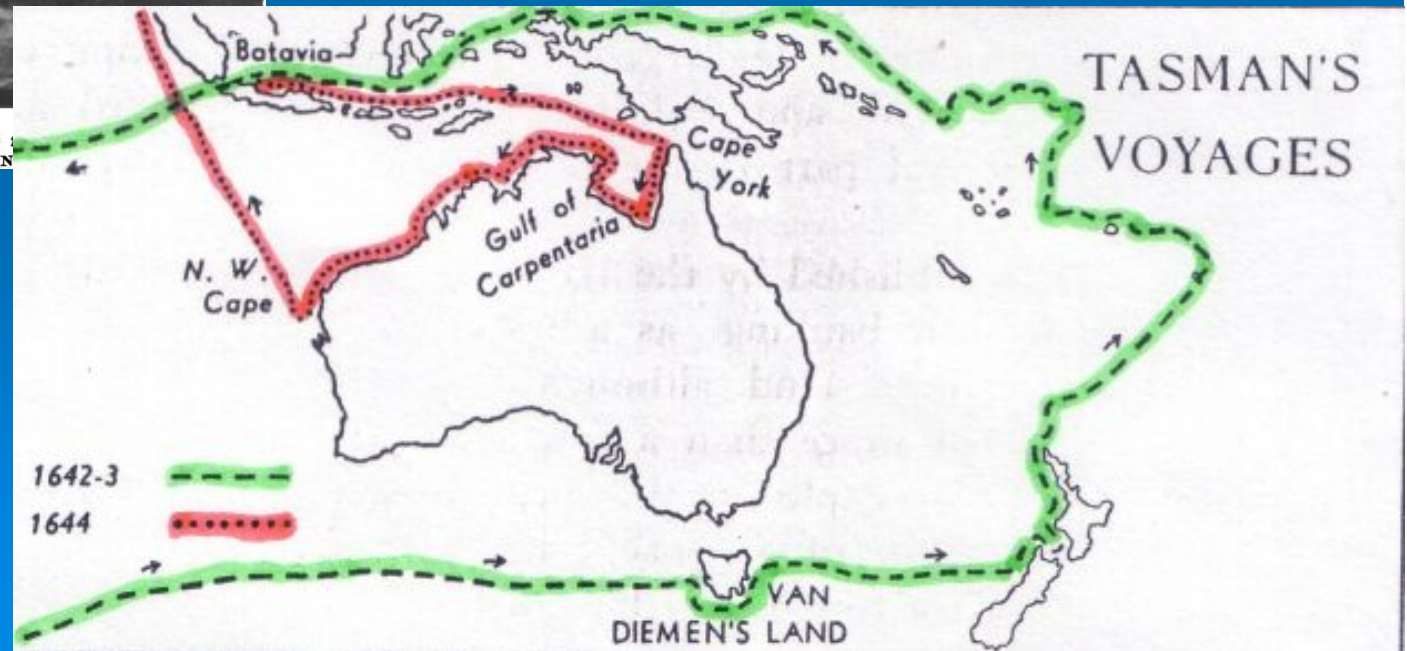 TASMAN'S
VOYAGES
Batavia
Cape
York
Gulf of
Carpentaria
N. W.
Cape
1642-3
1644
VAN
DIEMEN'S LAND